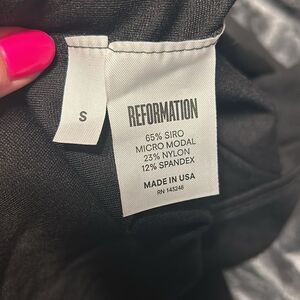 S
REFORMATION
65% SIRO
MICRO MODAL
23% NYLON
12% SPANDEX
MADE IN USA
RN 143246